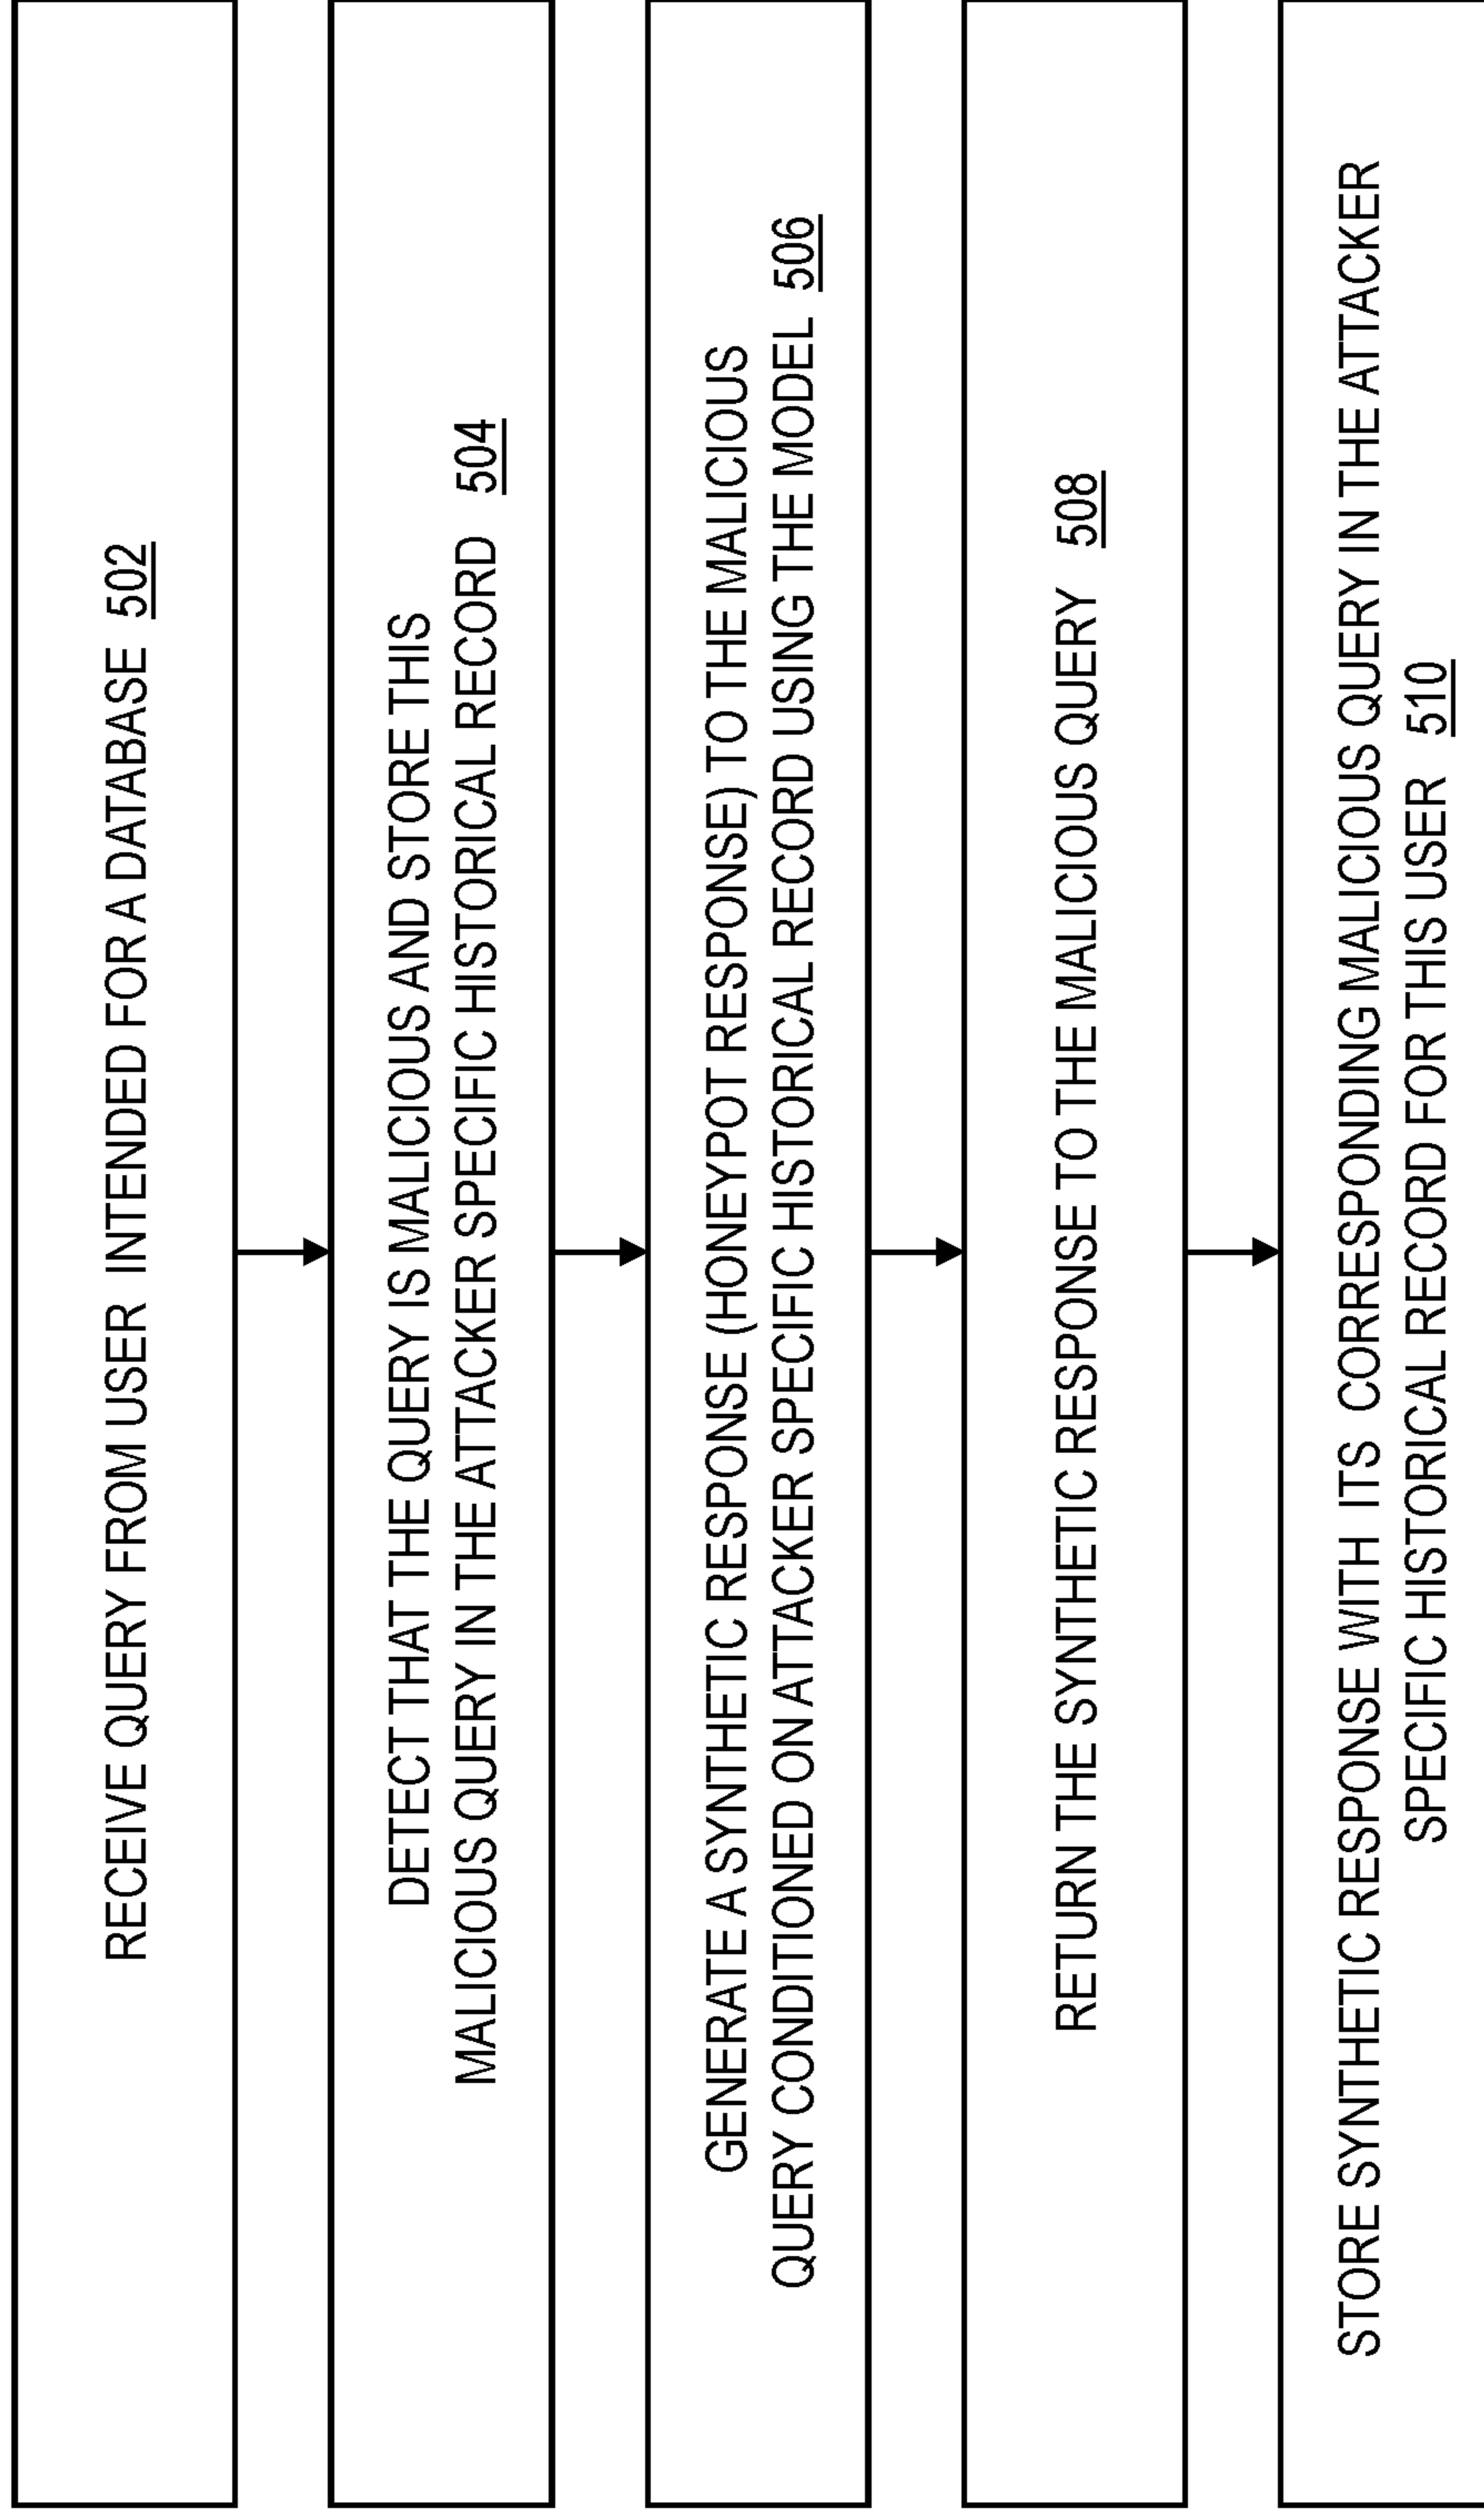 RECEIVE QUERY FROM USER INTENDED FOR A DATABASE 502
DETECT THAT THE QUERY IS MALICIOUS AND STORE THIS
MALICIOUS QUERY IN THE ATTACKER SPECIFIC HISTORICAL RECORD 504
GENERATE A SYNTHETIC RESPONSE (HONEYPOT RESPONSE) TO THE MALICIOUS
QUERY CONDITIONED ON ATTACKER SPECIFIC HISTORICAL RECORD USING THE MODEL 506
RETURN THE SYNTHETIC RESPONSE TO THE MALICIOUS QUERY 508
STORE SYNTHETIC RESPONSE WITH ITS CORRESPONDING MALICIOUS QUERY IN THE ATTACKER
SPECIFIC HISTORICAL RECORD FOR THIS USER 510